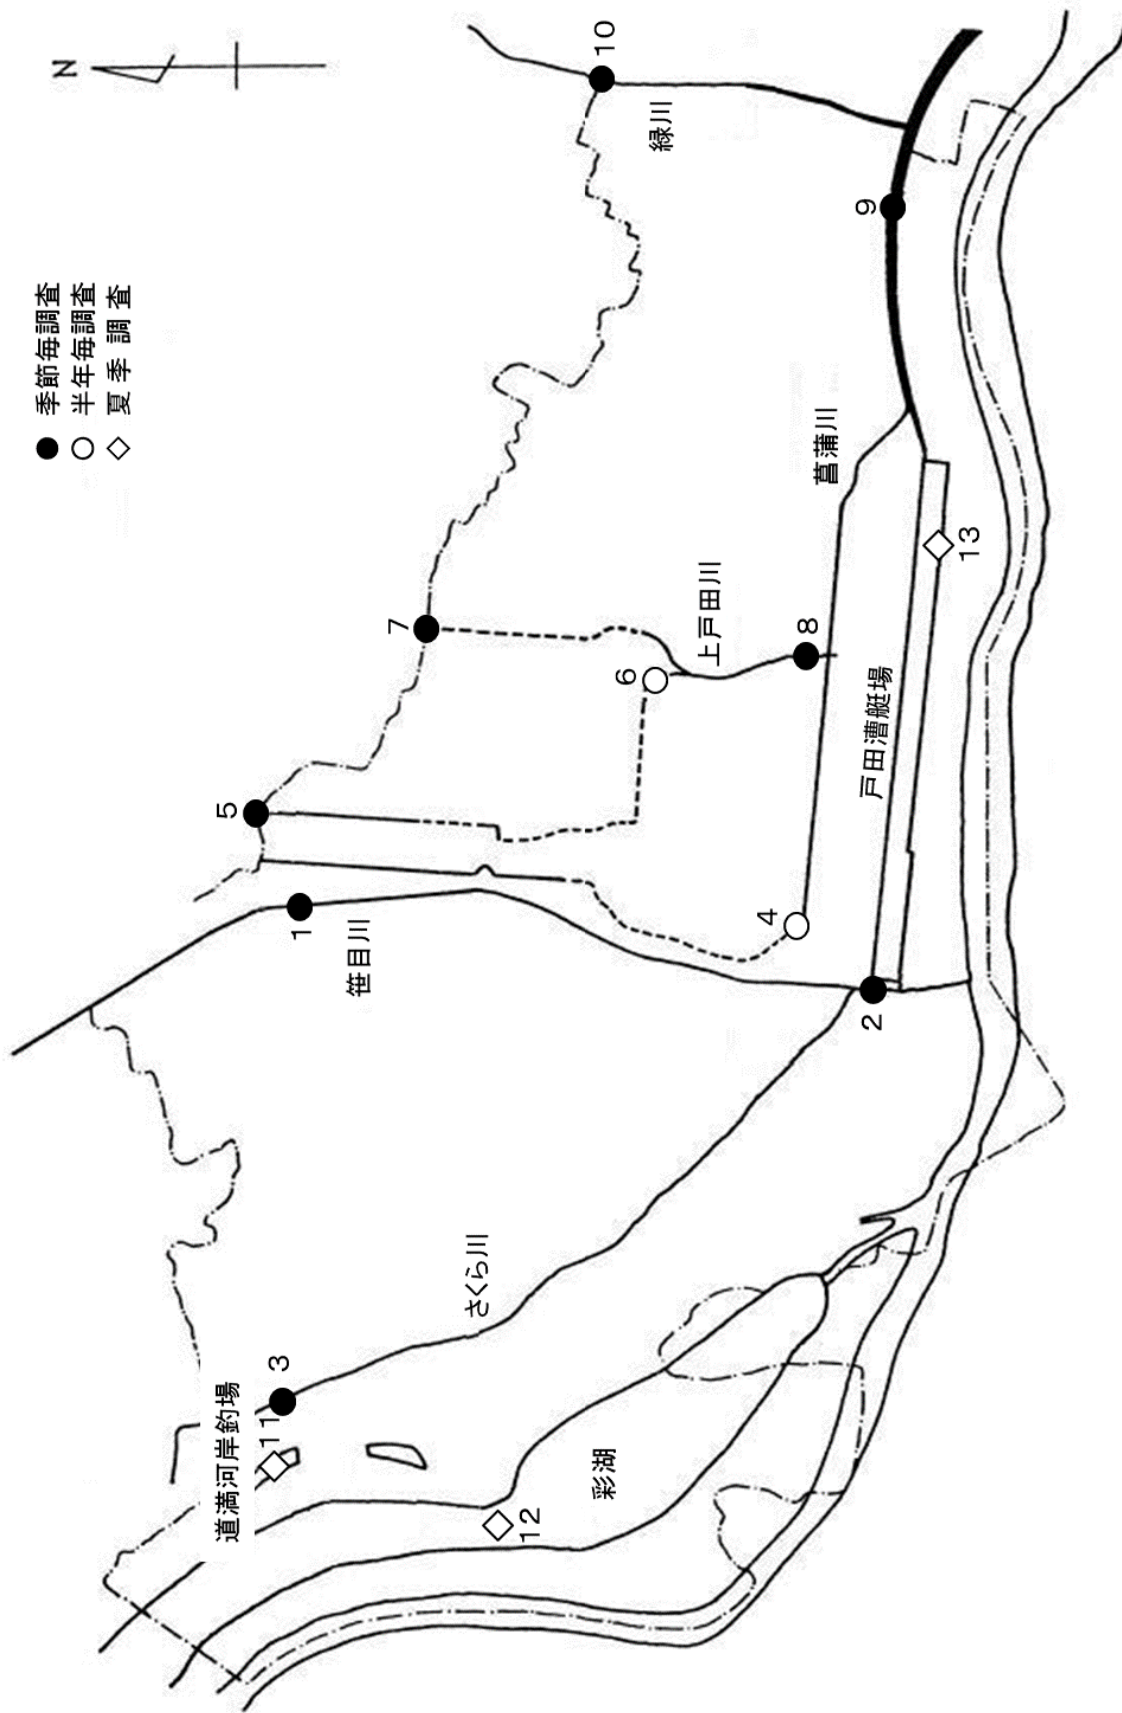 N
● 季節毎調査
○ 半年毎調査
◇ 夏季調査
道満河岸釣場
11
3
12
彩湖
さくら川
1
笹目川
5
7
4
2
6
上戸田川
8
戸田漕艇場
13
菖蒲川
9
10
緑川